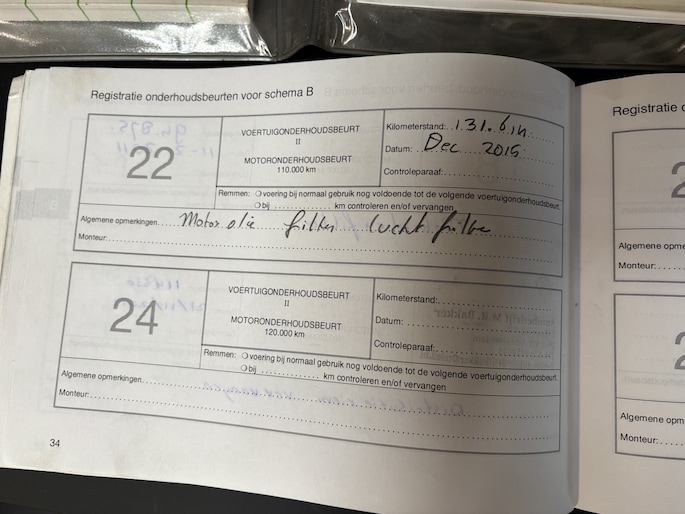 Registratie onderhoudsbeurten voor schema B
22
VOERTUIGONDERHOUDSBEURT
II
MOTORONDERHOUDSBEURT
110.000 km
Kilometerstand: 131.
Datum: Dec 2015
Controleparaaf:
Remmen: voering bij normaal gebruik nog voldoende tot de volgende voertuigonderhoudsbeurt
bij km controleren en/of vervangen
Algemene opmerkingen. Motor olie filter lucht filte
Monteur:
24
VOERTUIGONDERHOUDSBEURT
II
MOTORONDERHOUDSBEURT
120.000 km
Kilometerstand:
Datum:
Controleparaaf:
Remmen: voering bij normaal gebruik nog voldoende tot de volgende voertuigonderhoudsbeurt.
bij km controleren en/of vervangen
Algemene opmerkingen.
Monteur:
34
Registratie
2
Algemene
Monteur:
2
Algemene
Monteur: